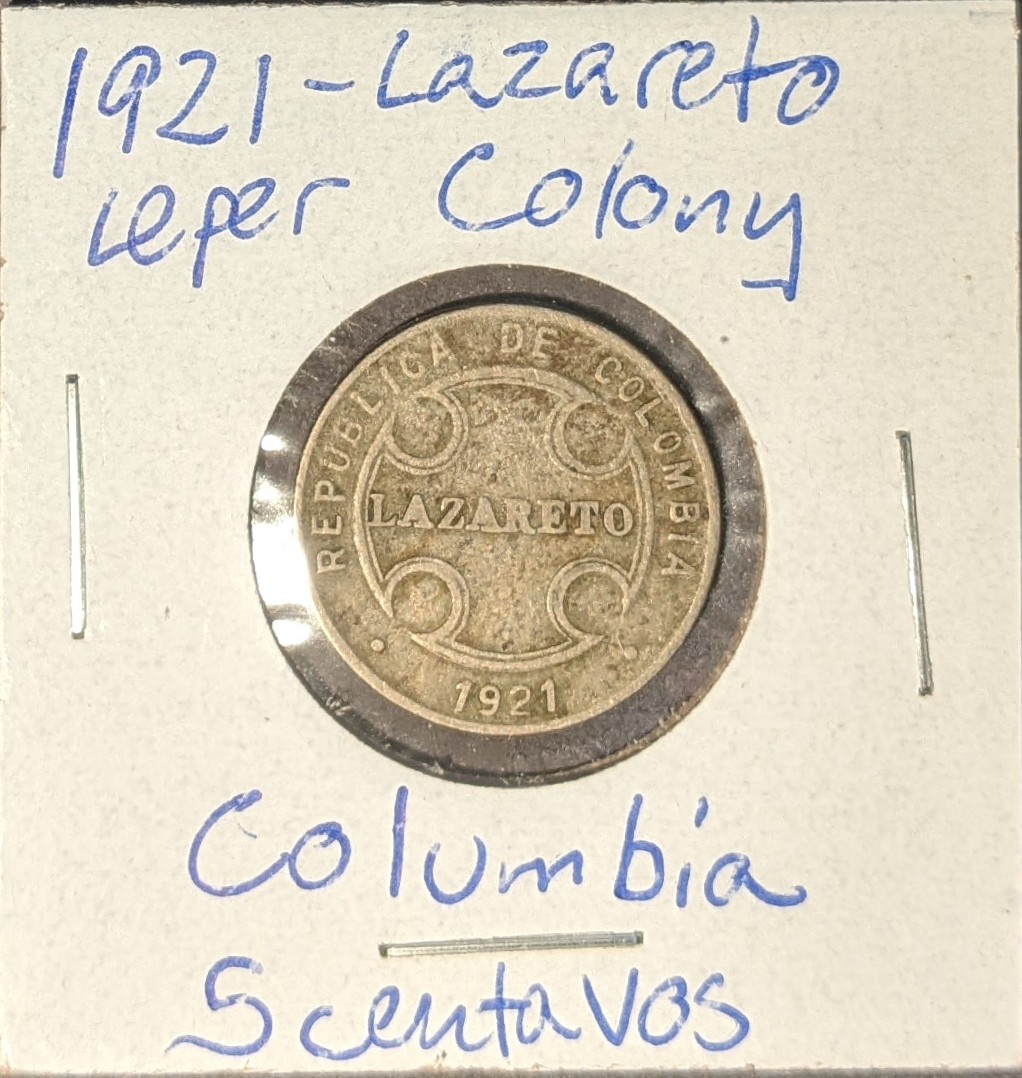 1921-Lazareto
Leper Colony
REPUBLICA DE COLOMBIA
LAZARETO
1921
Columbia
5 centavos